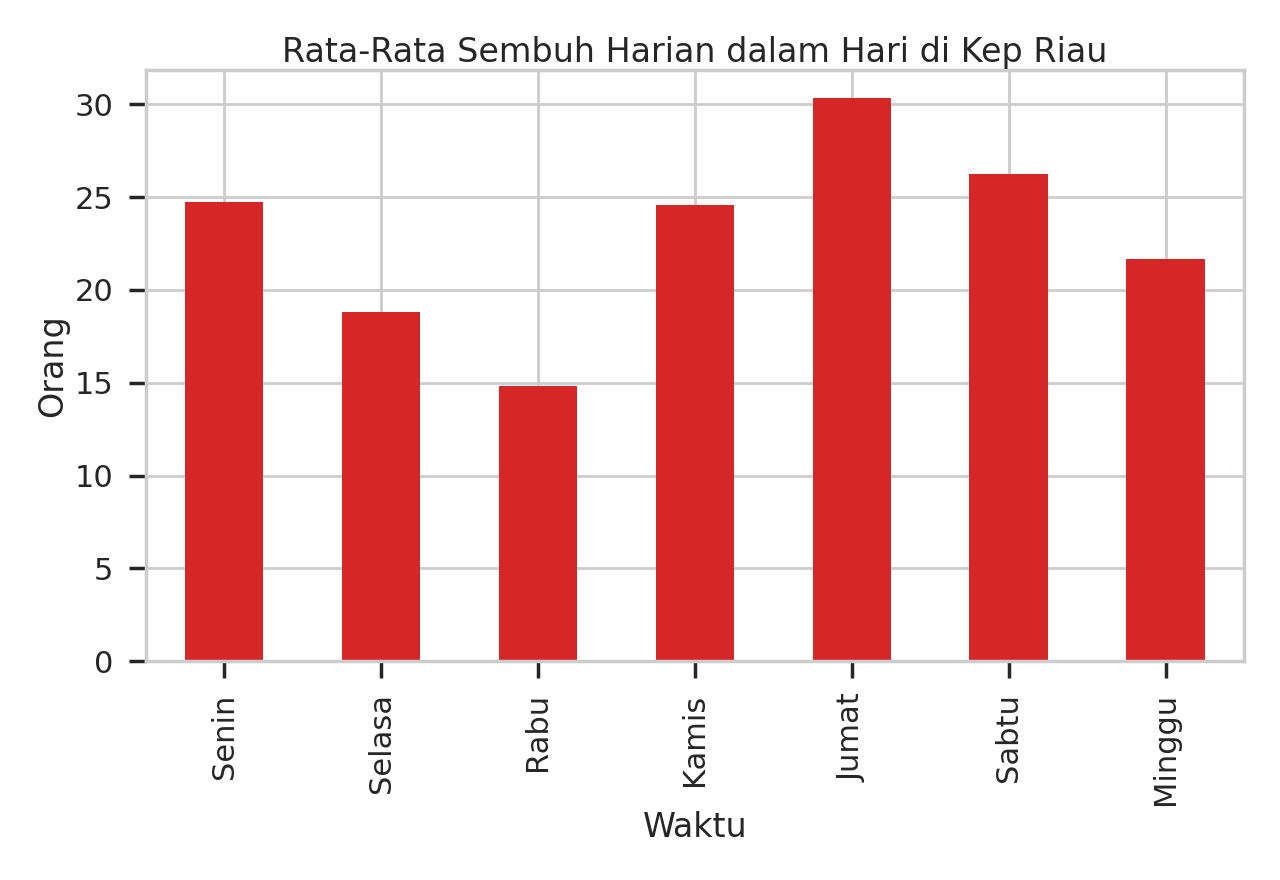 Rata-Rata Sembuh Harian dalam Hari di Kep Riau
Orang
30
25
20
15
10
5
0
Senin
Selasa
Rabu
Kamis
Jumat
Sabtu
Minggu
Waktu